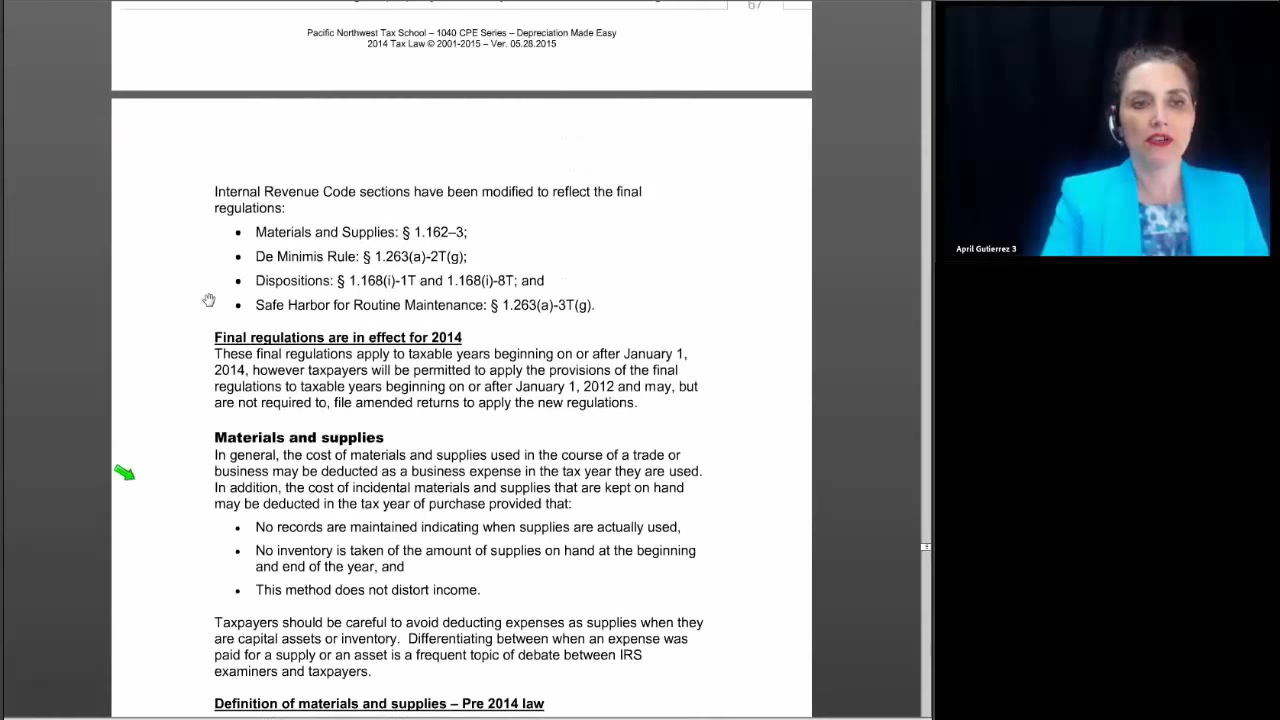 67
Pacific Northwest Tax School – 1040 CPE Series – Depreciation Made Easy
2014 Tax Law © 2001-2015 – Ver. 05.28.2015
Internal Revenue Code sections have been modified to reflect the final
regulations:
• Materials and Supplies: § 1.162–3;
• De Minimis Rule: § 1.263(a)-2T(g);
• Dispositions: § 1.168(i)-1T and 1.168(i)-8T; and
• Safe Harbor for Routine Maintenance: § 1.263(a)-3T(g).
Final regulations are in effect for 2014
These final regulations apply to taxable years beginning on or after January 1,
2014, however taxpayers will be permitted to apply the provisions of the final
regulations to taxable years beginning on or after January 1, 2012 and may, but
are not required to, file amended returns to apply the new regulations.
Materials and supplies
In general, the cost of materials and supplies used in the course of a trade or
business may be deducted as a business expense in the tax year they are used.
In addition, the cost of incidental materials and supplies that are kept on hand
may be deducted in the tax year of purchase provided that:
• No records are maintained indicating when supplies are actually used,
• No inventory is taken of the amount of supplies on hand at the beginning
and end of the year, and
• This method does not distort income.
Taxpayers should be careful to avoid deducting expenses as supplies when they
are capital assets or inventory. Differentiating between when an expense was
paid for a supply or an asset is a frequent topic of debate between IRS
examiners and taxpayers.
Definition of materials and supplies – Pre 2014 law
April Gutierrez 3